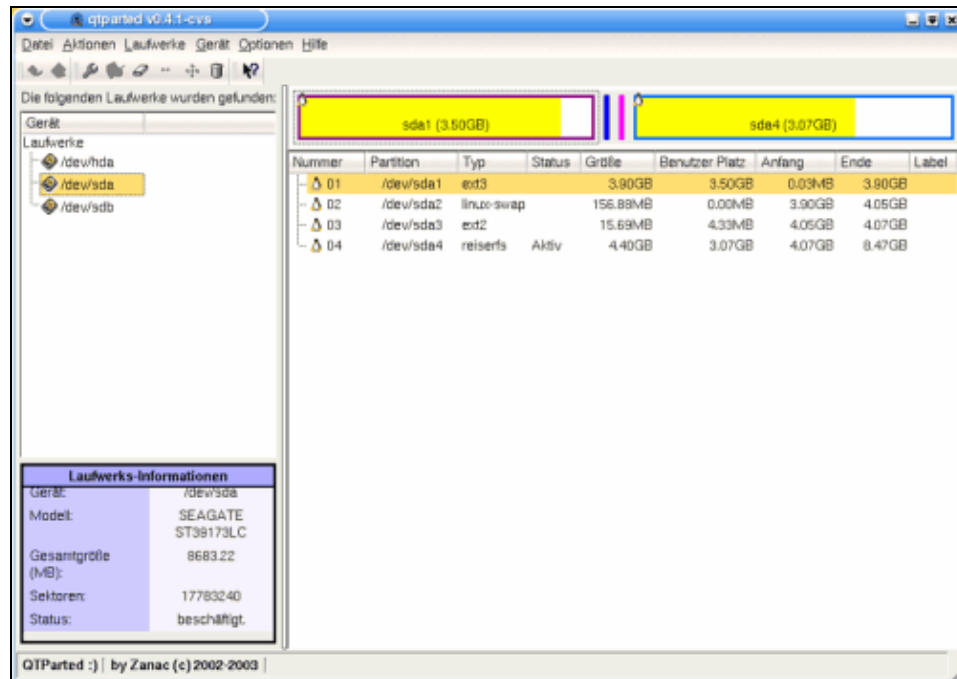 qtparted v0.4.1-cvs
Datei Aktionen Laufwerke Gerät Optionen Hilfe
Die folgenden Laufwerke wurden gefunden:
Gerät
Laufwerke
/dev/hda
/dev/sda
/dev/sdb
sda1 (3.50GB) sda4 (3.07GB)
Nummer Partition Typ Status Größe Benutzer Platz Anfang Ende Label
01 /dev/sda1 ext3 3.90GB 3.50GB 0.03MB 3.90GB
02 /dev/sda2 linux-swap 156.88MB 0.00MB 3.90GB 4.05GB
03 /dev/sda3 ext2 15.69MB 4.33MB 4.05GB 4.07GB
04 /dev/sda4 reiserfs Aktiv 4.40GB 3.07GB 4.07GB 8.47GB
Laufwerks-Informationen
Gerät: /dev/sda
Modell: SEAGATE
ST39173LC
Gesamtgröße 8683.22
(MB):
Sektoren: 17783240
Status: beschäftigt.
QTParted :) by Zanac (c) 2002-2003